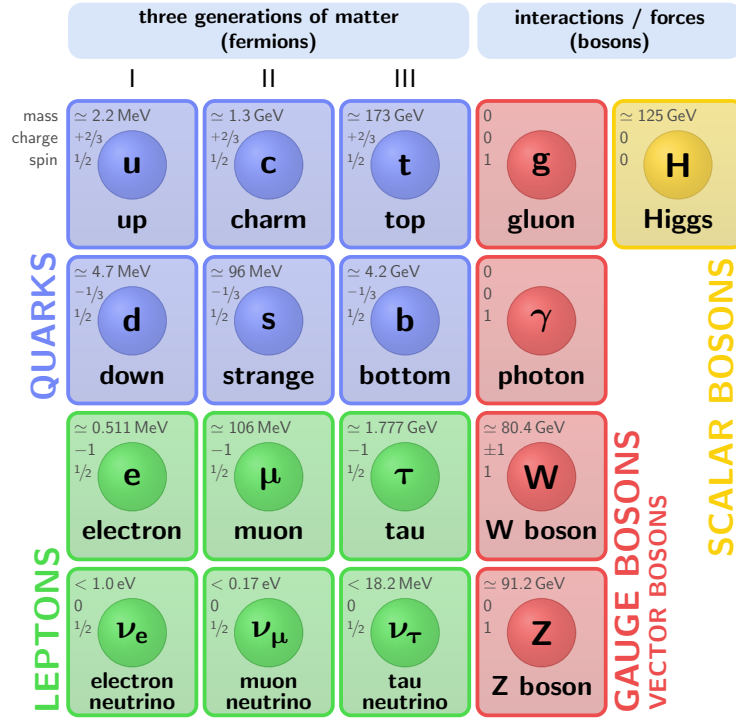 three generations of matter
(fermions)
interactions / forces
(bosons)
I
II
III
mass
charge
spin
≃ 2.2 MeV
+2/3
1/2
u
up
≃ 1.3 GeV
+2/3
1/2
c
charm
≃ 173 GeV
+2/3
1/2
t
top
0
0
1
g
gluon
≃ 125 GeV
0
0
H
Higgs
QUARKS
≃ 4.7 MeV
−1/3
1/2
d
down
≃ 96 MeV
−1/3
1/2
s
strange
≃ 4.2 GeV
−1/3
1/2
b
bottom
0
0
1
γ
photon
SCALAR BOSONS
LEPTONS
≃ 0.511 MeV
−1
1/2
e
electron
≃ 106 MeV
−1
1/2
μ
muon
≃ 1.777 GeV
−1
1/2
τ
tau
≃ 80.4 GeV
±1
1
W
W boson
GAUGE BOSONS
VECTOR BOSONS
< 1.0 eV
0
1/2
νe
electron
neutrino
< 0.17 eV
0
1/2
νμ
muon
neutrino
< 18.2 MeV
0
1/2
ντ
tau
neutrino
≃ 91.2 GeV
0
1
Z
Z boson